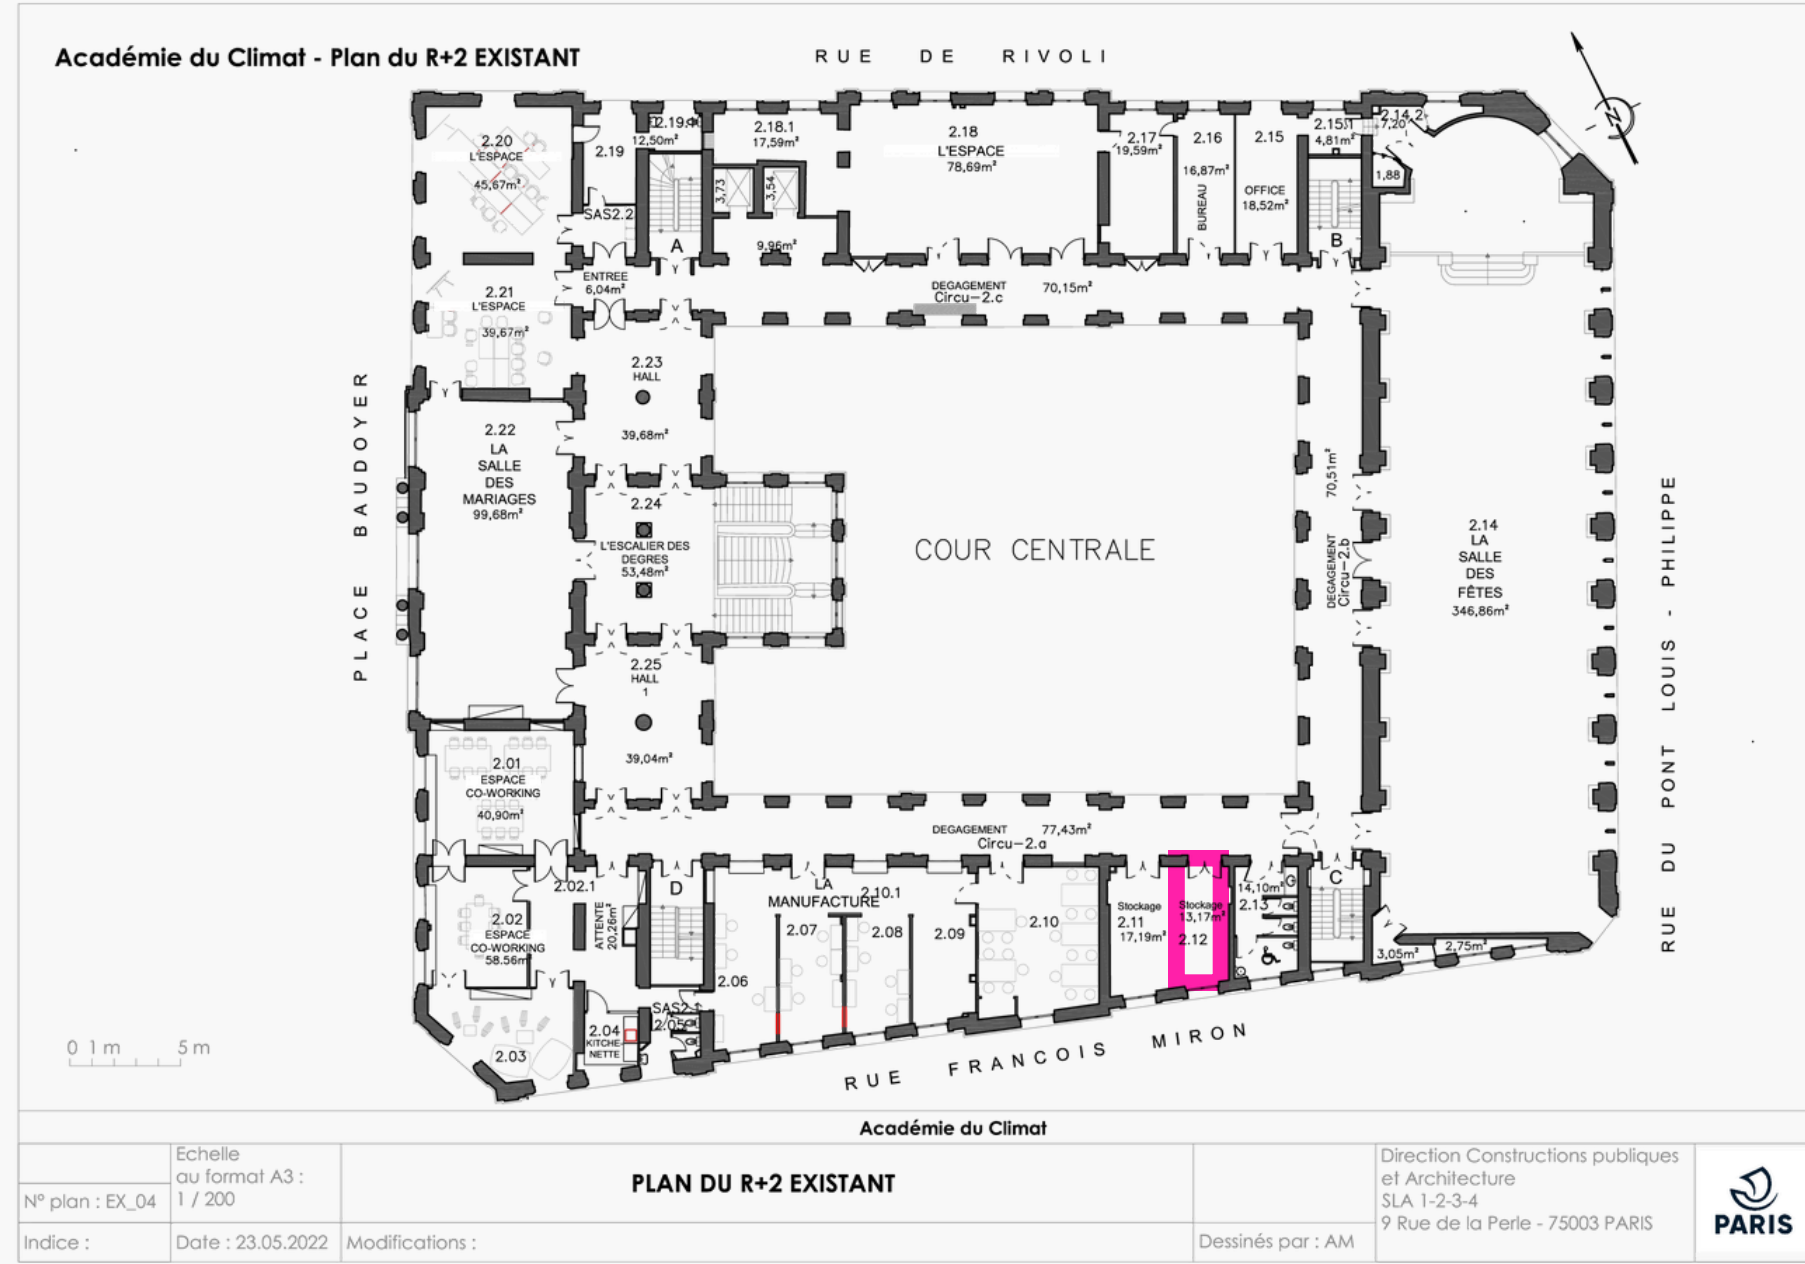 Académie du Climat - Plan du R+2 EXISTANT
RUE DE RIVOLI
N
2.20
L'ESPACE
45,67m²
2.19
2.19.1
12,50m²
SAS2.2
A
2.18.1
17,59m²
3,73
3,54
9,96m²
2.18
L'ESPACE
78,69m²
2.17
19,59m²
2.16
16,87m²
BUREAU
2.15
OFFICE
18,52m²
2.15.1
4,81m²
B
2.14.2
7,20
1,88
ENTREE
6,04m²
DEGAGEMENT 70,15m²
Circu-2.c
2.21
L'ESPACE
39,67m²
2.23
HALL
39,68m²
PLACE BAUDOYER
2.22
LA
SALLE
DES
MARIAGES
99,68m²
2.24
L'ESCALIER DES
DEGRES
53,48m²
COUR CENTRALE
70,51m²
DEGAGEMENT
Circu-2.b
2.14
LA
SALLE
DES
FÊTES
346,86m²
RUE DU PONT LOUIS - PHILIPPE
2.25
HALL
1
39,04m²
2.01
ESPACE
CO-WORKING
40,90m²
DEGAGEMENT 77,43m²
Circu-2.a
2.02.1
ATTENTE
20,26m²
D
2.02
ESPACE
CO-WORKING
58.56m²
2.03
2.04
KITCHE-
NETTE
SAS2.1
2.05
2.06
LA
MANUFACTURE
2.10.1
2.07
2.08
2.09
2.10
Stockage
2.11
17,19m²
Stockage
13,17m²
2.12
14,10m²
2.13
C
3,05m²
2,75m²
RUE FRANCOIS MIRON
0 1 m 5 m
Académie du Climat
N° plan : EX_04
Indice :
Echelle
au format A3 :
1 / 200
Date : 23.05.2022
PLAN DU R+2 EXISTANT
Modifications :
Dessinés par : AM
Direction Constructions publiques
et Architecture
SLA 1-2-3-4
9 Rue de la Perle - 75003 PARIS
PARIS